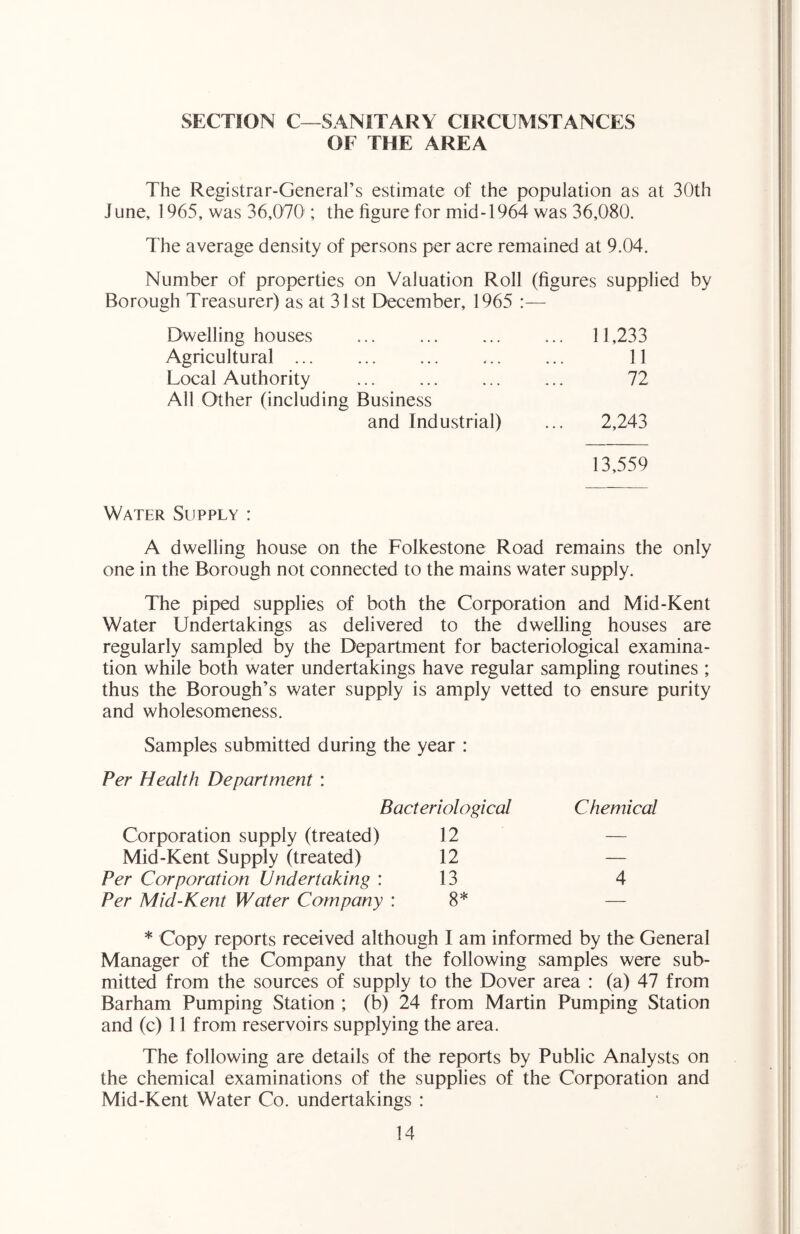 SECTION C—SANITARY CIRCUMSTANCES
OF THE AREA
The Registrar-General's estimate of the population as at 30th
June, 1965, was 36,070 ; the figure for mid-1964 was 36,080.
The average density of persons per acre remained at 9.04.
Number of properties on Valuation Roll (figures supplied by
Borough Treasurer) as at 31st December, 1965 :—
Dwelling houses ... ... ... ... 11,233
Agricultural ... ... ... ... ... 11
Local Authority ... ... ... ... 72
All Other (including Business
and Industrial) ... 2,243
13,559
WATER SUPPLY :
A dwelling house on the Folkestone Road remains the only
one in the Borough not connected to the mains water supply.
The piped supplies of both the Corporation and Mid-Kent
Water Undertakings as delivered to the dwelling houses are
regularly sampled by the Department for bacteriological examina-
tion while both water undertakings have regular sampling routines ;
thus the Borough's water supply is amply vetted to ensure purity
and wholesomeness.
Samples submitted during the year :
Per Health Department :
Bacteriological Chemical
Corporation supply (treated) 12 —
Mid-Kent Supply (treated) 12 —
Per Corporation Undertaking : 13 4
Per Mid-Kent Water Company : 8* —
* Copy reports received although I am informed by the General
Manager of the Company that the following samples were sub-
mitted from the sources of supply to the Dover area : (a) 47 from
Barham Pumping Station ; (b) 24 from Martin Pumping Station
and (c) 11 from reservoirs supplying the area.
The following are details of the reports by Public Analysts on
the chemical examinations of the supplies of the Corporation and
Mid-Kent Water Co. undertakings :
14